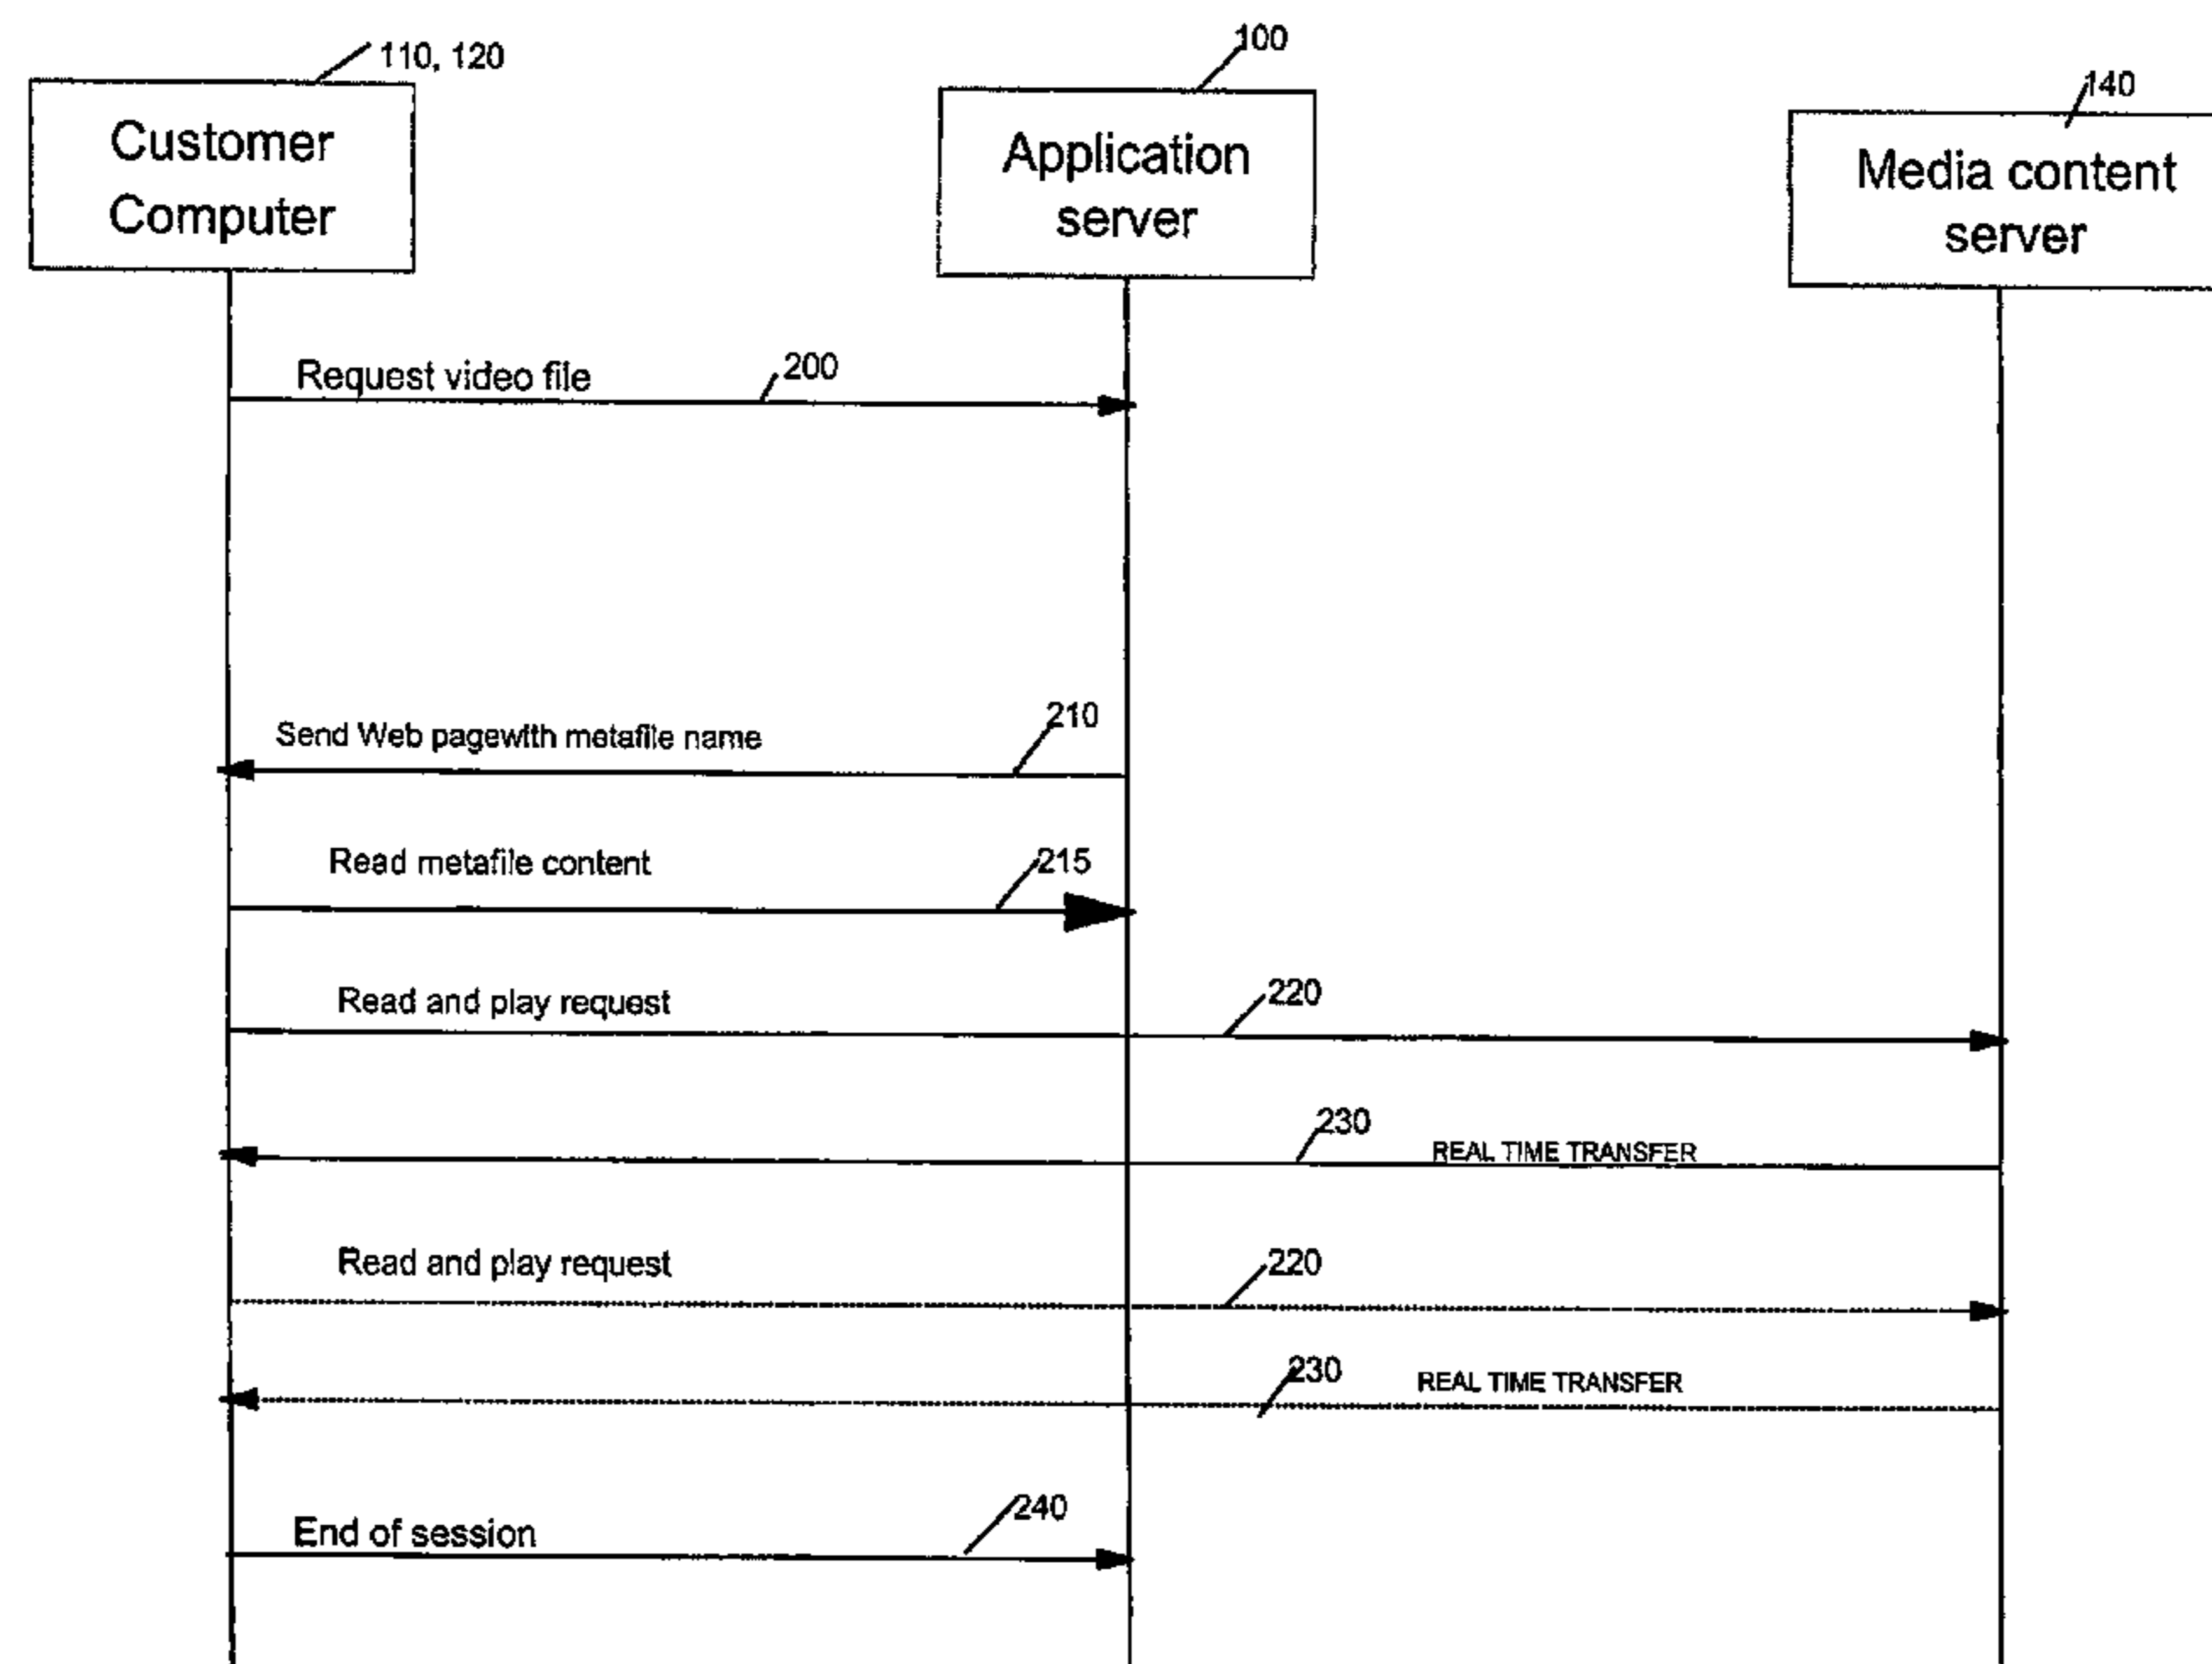 110, 120
100
140
Customer
Computer
Application
server
Media content
server
Request video file
200
Send Web pagewith metafile name
210
Read metafile content
215
Read and play request
220
230
REAL TIME TRANSFER
Read and play request
220
230
REAL TIME TRANSFER
End of session
240